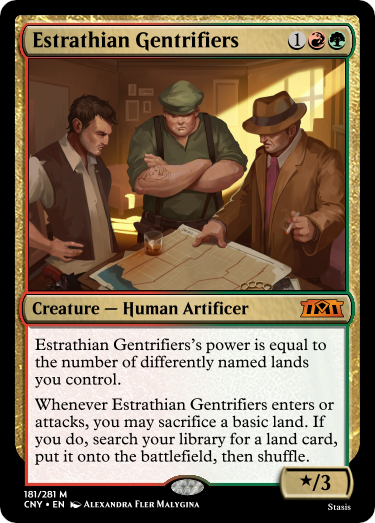 Estrathian Gentrifiers 1
Creature — Human Artificer
Estrathian Gentrifiers's power is equal to
the number of differently named lands
you control.
Whenever Estrathian Gentrifiers enters or
attacks, you may sacrifice a basic land. If
you do, search your library for a land card,
put it onto the battlefield, then shuffle.
★/3
181/281 M
CNY • EN Alexandra Fler Malygina
Stasis